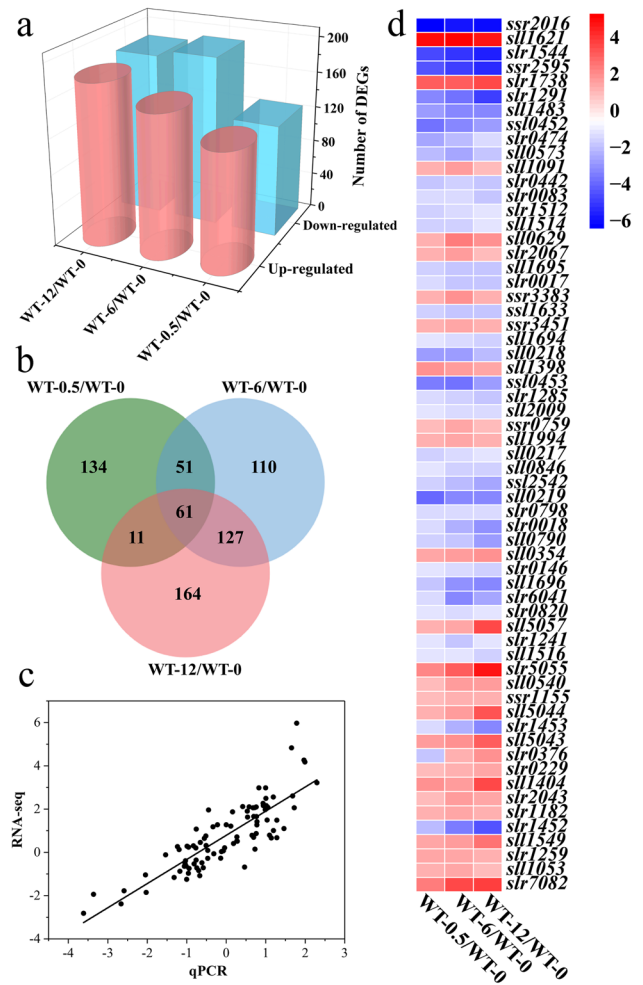 a
200
160
120
80
40
0
Number of DEGs
Down-regulated
Up-regulated
WT-12/WT-0
WT-6/WT-0
WT-0.5/WT-0
b
WT-0.5/WT-0
WT-6/WT-0
134
51
110
61
11
127
164
WT-12/WT-0
c
6
4
2
0
-2
-4
RNA-seq
-4
-3
-2
-1
0
1
2
3
qPCR
d
ssr2016
sll1621
slr1544
ssr2595
slr1738
slr1291
sll1483
ssl0452
slr0474
sll0573
sll1091
slr0442
slr0083
slr1512
sll1514
sll0629
slr2067
sll1695
slr0017
ssr3383
ssl1633
ssr3451
sll1694
sll0218
sll1398
ssl0453
slr1285
sll2009
ssr0759
sll1994
sll0217
sll0846
ssl2542
sll0219
slr0798
slr0018
sll0790
sll0354
slr0146
sll1696
slr6041
slr0820
sll5057
slr1241
sll1516
slr5055
sll0540
ssr1155
sll5044
slr1453
sll5043
slr0376
slr0229
sll1404
slr2043
slr1182
slr1452
sll1549
slr1259
sll1053
slr7082
WT-0.5/WT-0
WT-6/WT-0
WT-12/WT-0
4
2
0
−2
−4
−6